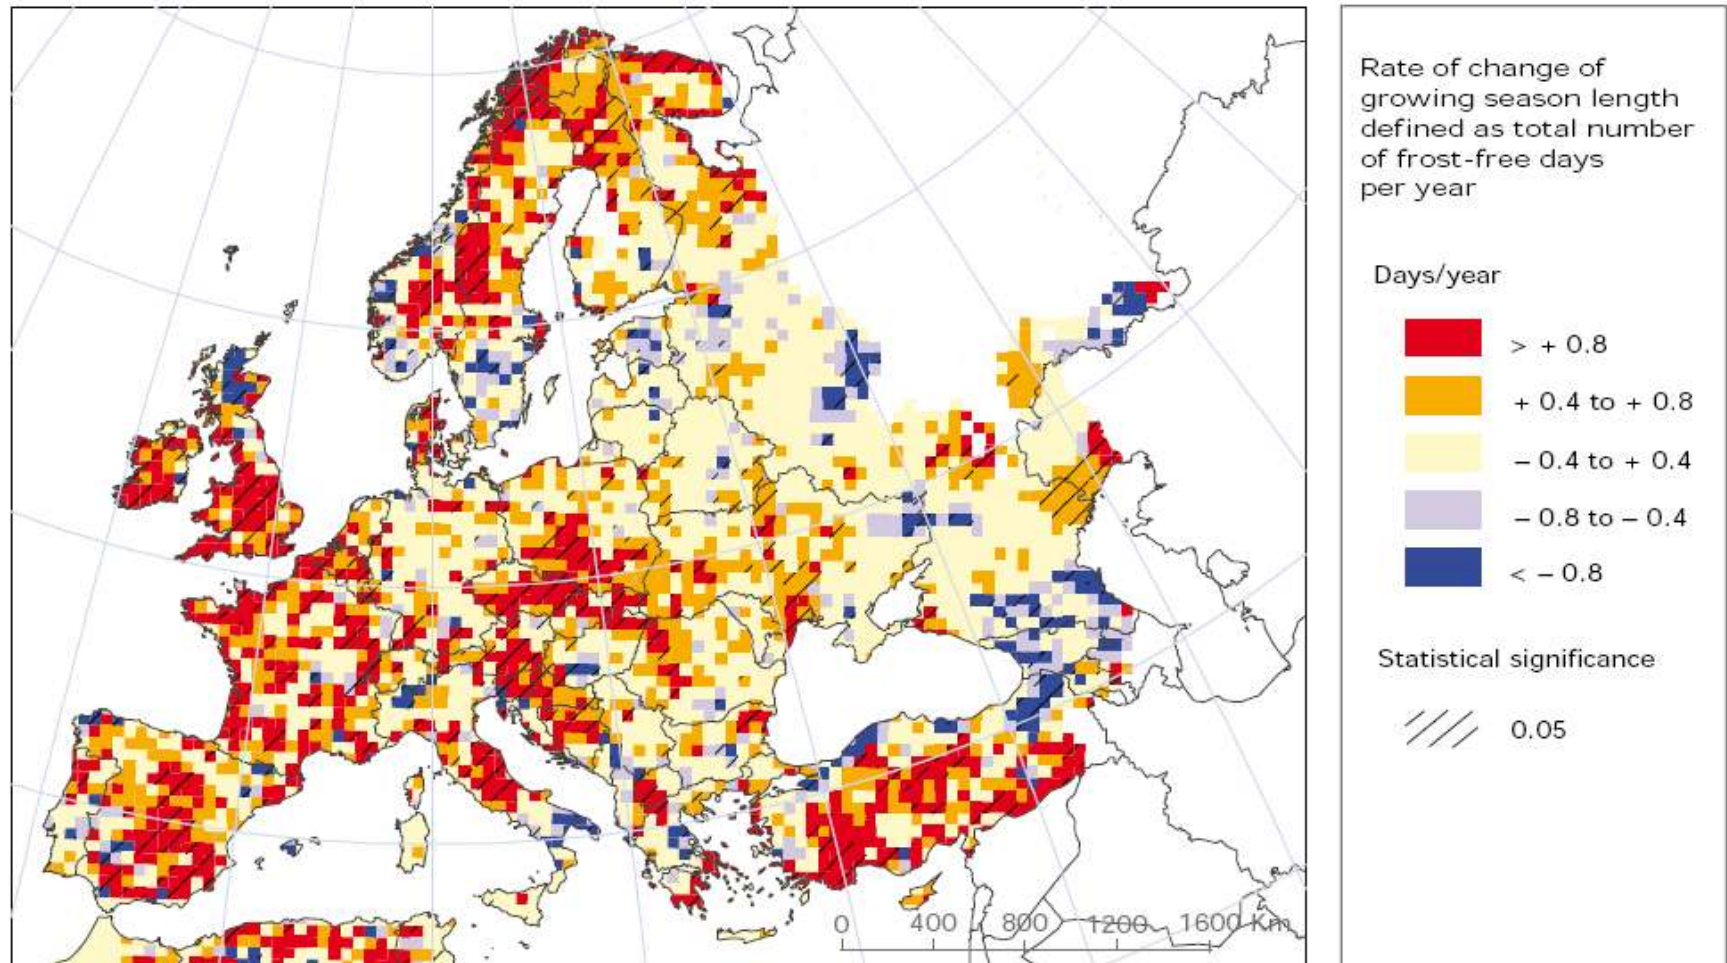 Rate of change of
growing season length
defined as total number
of frost-free days
per year
Days/year
> + 0.8
+ 0.4 to + 0.8
– 0.4 to + 0.4
– 0.8 to – 0.4
< – 0.8
Statistical significance
0.05
0 400 800 1200 1600 Km